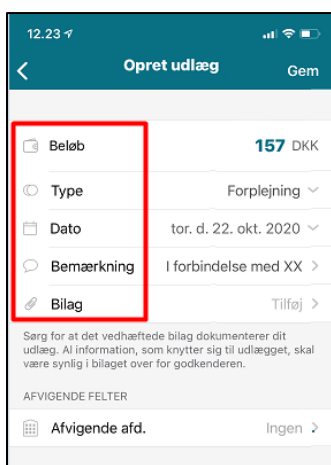 12.23
Opret udlæg Gem
Beløb 157 DKK
Type Forplejning
Dato tor. d. 22. okt. 2020
Bemærkning I forbindelse med XX
Bilag Tilføj
Sørg for at det vedhæftede bilag dokumenterer dit
udlæg. Al information, som knytter sig til udlægget, skal
være synlig i bilaget over for godkenderen.
AFVIGENDE FELTER
Afvigende afd. Ingen